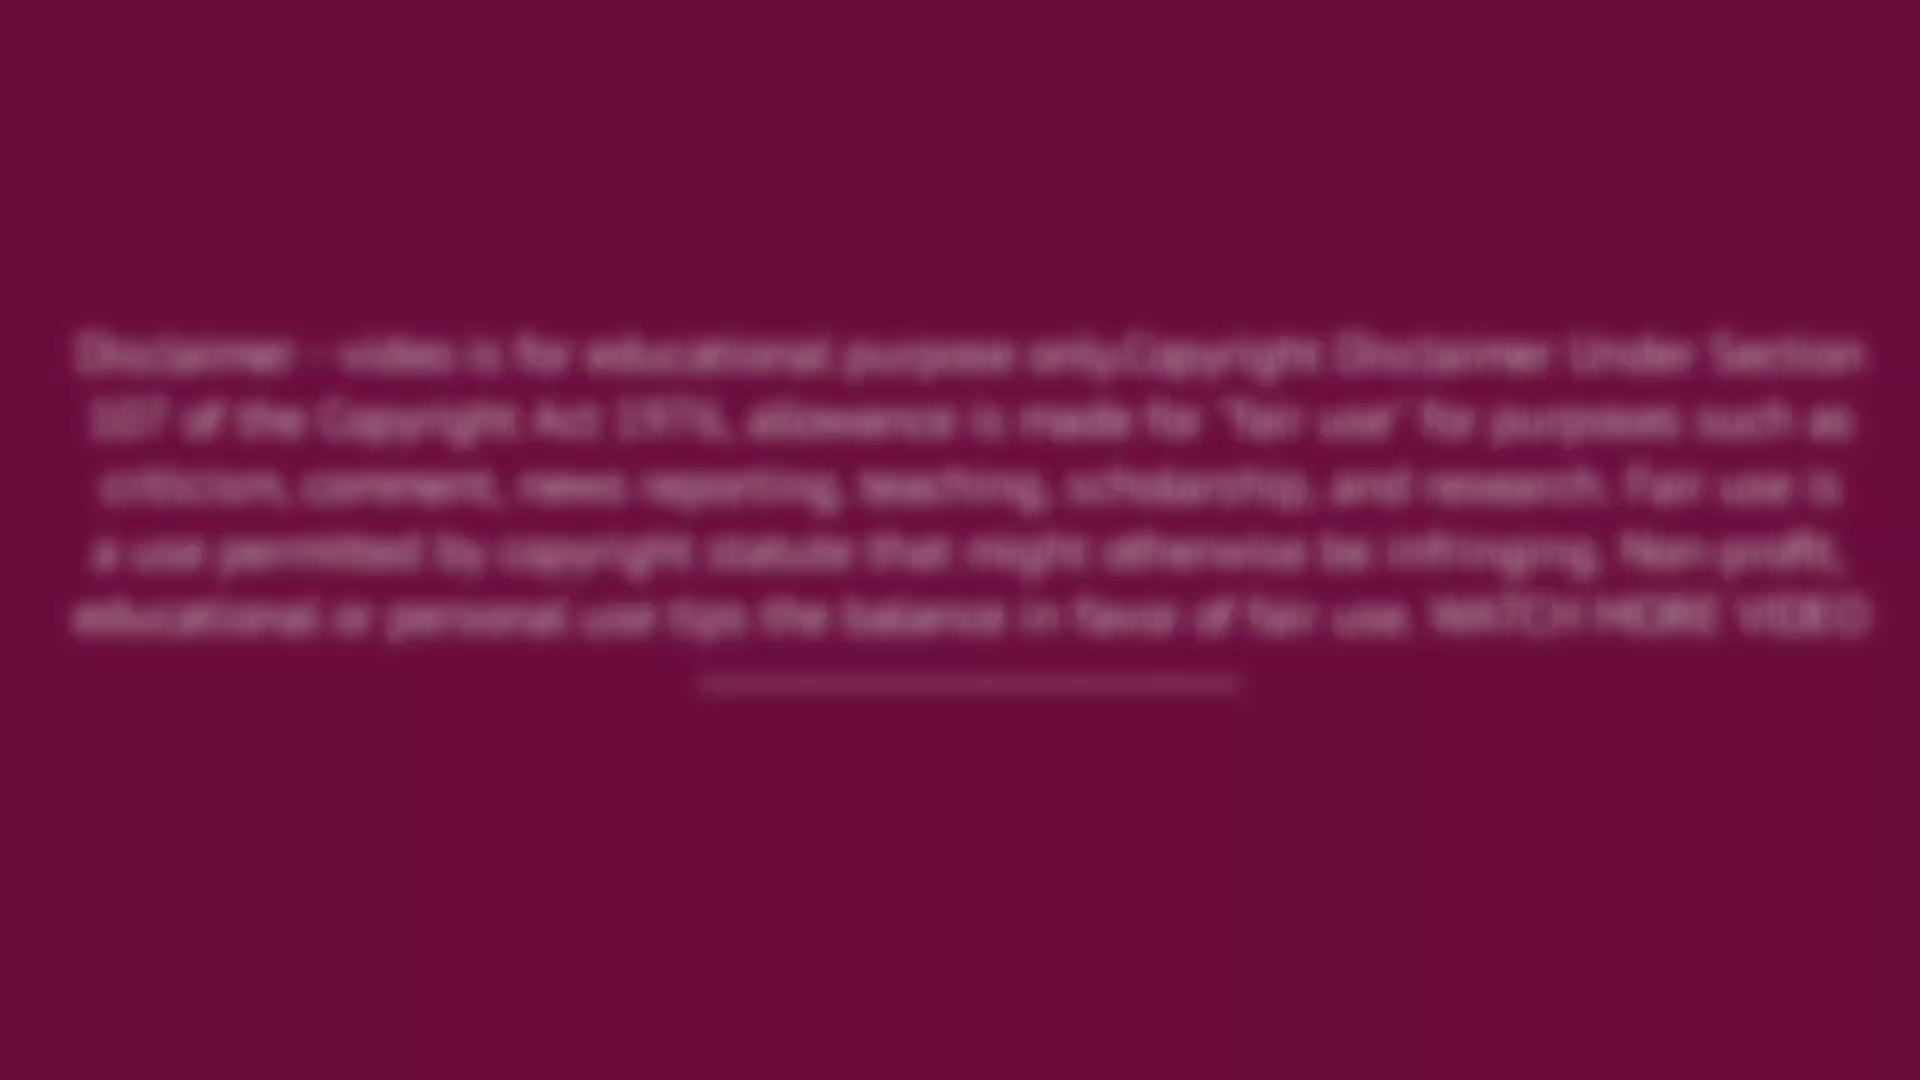 Disclaimer - video is for educational purpose only.Copyright Disclaimer Under Section
107 of the Copyright Act 1976, allowance is made for "fair use" for purposes such as
criticism, comment, news reporting, teaching, scholarship, and research. Fair use is
a use permitted by copyright statute that might otherwise be infringing. Non-profit,
educational or personal use tips the balance in favor of fair use. WATCH MORE VIDEO